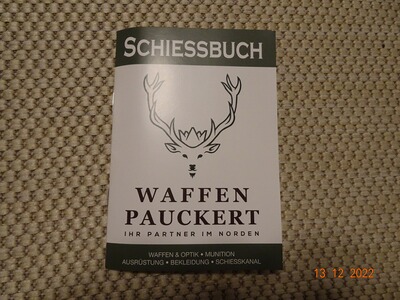 SCHIESSBUCH
WAFFEN
PAUCKERT
IHR PARTNER IM NORDEN
WAFFEN & OPTIK • MUNITION
AUSRÜSTUNG • BEKLEIDUNG • SCHIESSKANAL
13 12 2022